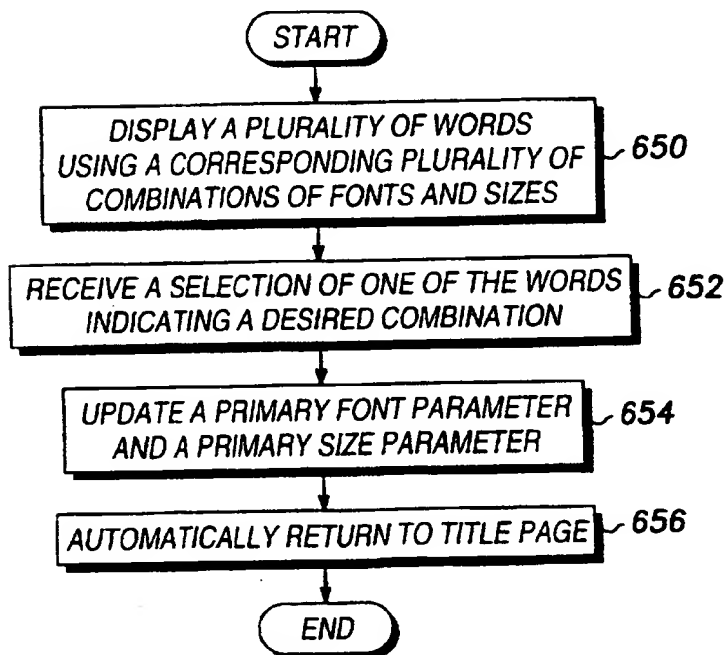 START
DISPLAY A PLURALITY OF WORDS
USING A CORRESPONDING PLURALITY OF
COMBINATIONS OF FONTS AND SIZES
650
RECEIVE A SELECTION OF ONE OF THE WORDS
INDICATING A DESIRED COMBINATION
652
UPDATE A PRIMARY FONT PARAMETER
AND A PRIMARY SIZE PARAMETER
654
AUTOMATICALLY RETURN TO TITLE PAGE
656
END